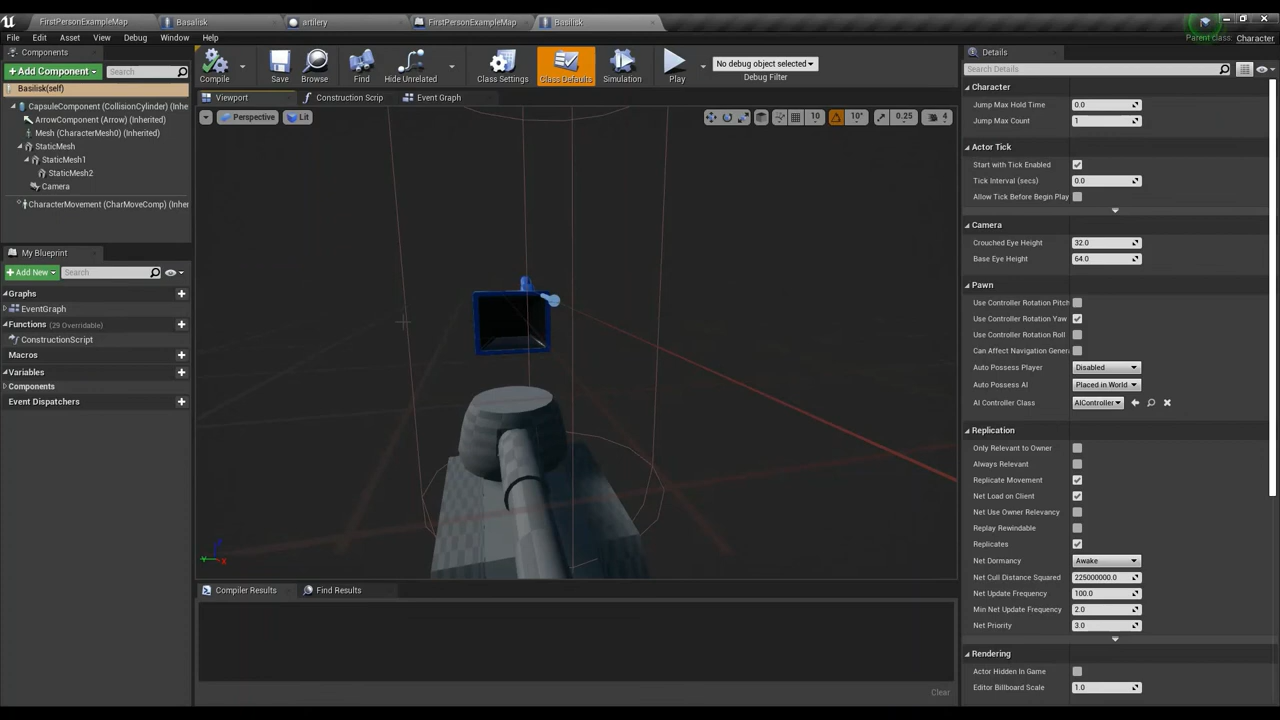 FirstPersonExampleMap
Basalisk
artilery
FirstPersonExampleMap
Basilisk
File Edit Asset View Debug Window Help
Parent class: Character
Components
+Add Component
Search
Basilisk(self)
CapsuleComponent (CollisionCylinder) (Inhe
ArrowComponent (Arrow) (Inherited)
Mesh (CharacterMesh0) (Inherited)
StaticMesh
StaticMesh1
StaticMesh2
Camera
CharacterMovement (CharMoveComp) (Inher
My Blueprint
+Add New
Search
Graphs
EventGraph
Functions (29 Overridable)
ConstructionScript
Macros
Variables
Components
Event Dispatchers
Compile
Save
Browse
Find
Hide Unrelated
Class Settings
Class Defaults
Simulation
Play
No debug object selected
Debug Filter
Viewport
Construction Scrip
Event Graph
Perspective
Lit
10
10°
0.25
4
Compiler Results
Find Results
Clear
Details
Search Details
Character
Jump Max Hold Time 0.0
Jump Max Count 1
Actor Tick
Start with Tick Enabled
Tick Interval (secs) 0.0
Allow Tick Before Begin Play
Camera
Crouched Eye Height 32.0
Base Eye Height 64.0
Pawn
Use Controller Rotation Pitch
Use Controller Rotation Yaw
Use Controller Rotation Roll
Can Affect Navigation Gener
Auto Possess Player Disabled
Auto Possess AI Placed in World
AI Controller Class AIController
Replication
Only Relevant to Owner
Always Relevant
Replicate Movement
Net Load on Client
Net Use Owner Relevancy
Replay Rewindable
Replicates
Net Dormancy Awake
Net Cull Distance Squared 225000000.0
Net Update Frequency 100.0
Min Net Update Frequency 2.0
Net Priority 3.0
Rendering
Actor Hidden In Game
Editor Billboard Scale 1.0